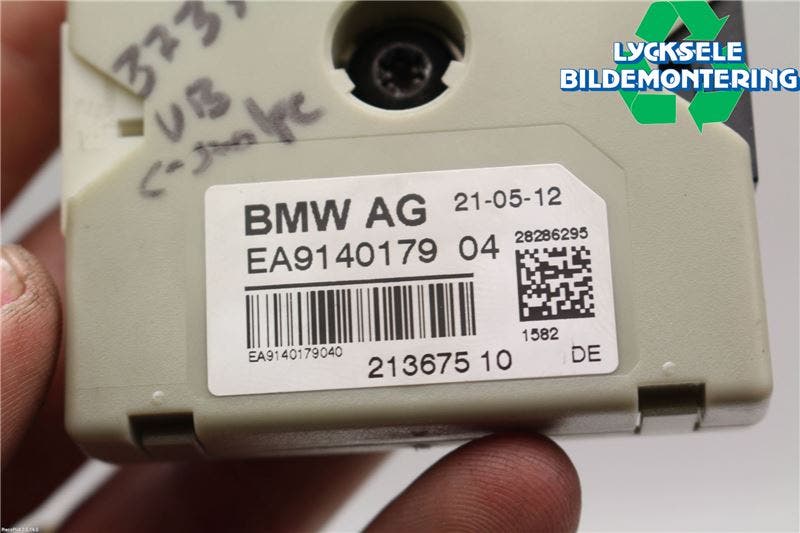 LYCKSELE
BILDEMONTERING
VB
BMW AG 21-05-12
EA9140179 04
28286295
EA9140179040
1582
213675 10
DE